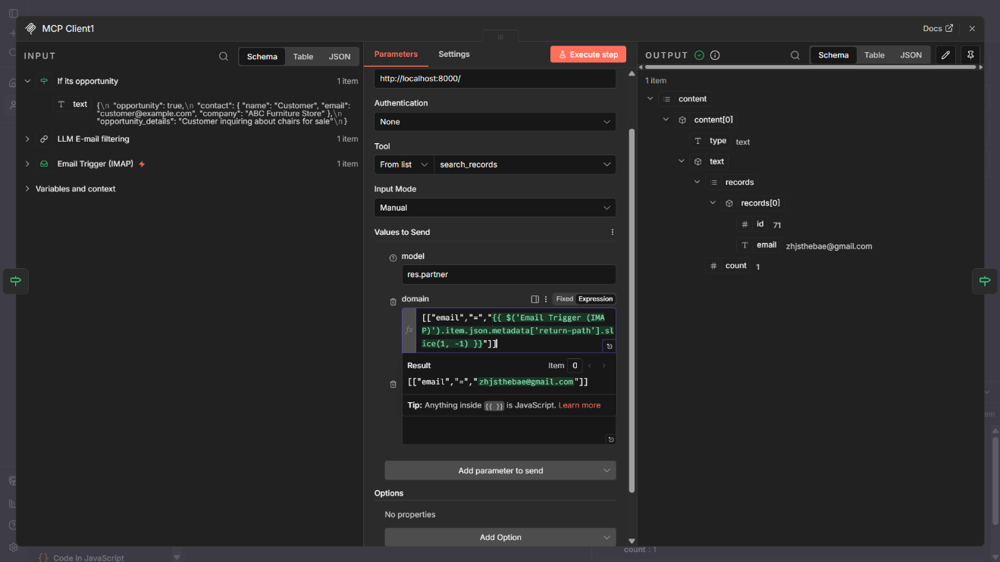 MCP Client1
Docs
INPUT
Schema
Table
JSON
If its opportunity
1 item
text
{\n "opportunity": true,\n "contact": { "name": "Customer", "email":
"customer@example.com", "company": "ABC Furniture Store" },\n
"opportunity_details": "Customer inquiring about chairs for sale"\n}
LLM E-mail filtering
1 item
Email Trigger (IMAP)
1 item
Variables and context
Parameters
Settings
Execute step
http://localhost:8000/
Authentication
None
Tool
From list
search_records
Input Mode
Manual
Values to Send
model
res.partner
domain
Fixed
Expression
fx
[["email","=","{{ $('Email Trigger (IMA
P)').item.json.metadata['return-path'].sl
ice(1, -1) }}"]]
Result
Item
0
[["email","=","zhjsthebae@gmail.com"]]
Tip: Anything inside {{ }} is JavaScript. Learn more
Add parameter to send
Options
No properties
Add Option
OUTPUT
Schema
Table
JSON
1 item
content
content[0]
type
text
text
records
records[0]
# id
71
email
zhjsthebae@gmail.com
# count
1
{} Code in JavaScript
count : 1